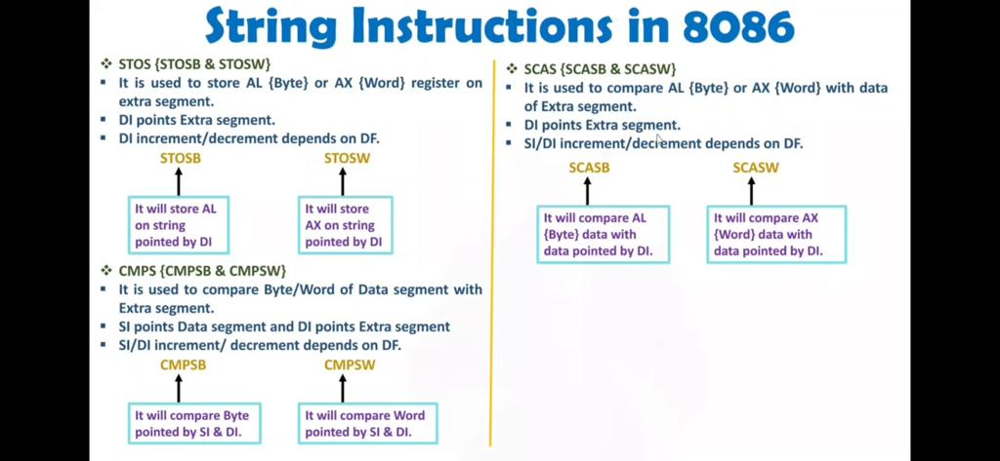 String Instructions in 8086
❖ STOS {STOSB & STOSW}
▪ It is used to store AL {Byte} or AX {Word} register on
extra segment.
▪ DI points Extra segment.
▪ DI increment/decrement depends on DF.
STOSB STOSW
It will store AL
on string
pointed by DI
It will store
AX on string
pointed by DI
❖ CMPS {CMPSB & CMPSW}
▪ It is used to compare Byte/Word of Data segment with
Extra segment.
▪ SI points Data segment and DI points Extra segment
▪ SI/DI increment/ decrement depends on DF.
CMPSB CMPSW
It will compare Byte
pointed by SI & DI.
It will compare Word
pointed by SI & DI.
❖ SCAS {SCASB & SCASW}
▪ It is used to compare AL {Byte} or AX {Word} with data
of Extra segment.
▪ DI points Extra segment.
▪ SI/DI increment/decrement depends on DF.
SCASB SCASW
It will compare AL
{Byte} data with
data pointed by DI.
It will compare AX
{Word} data with
data pointed by DI.